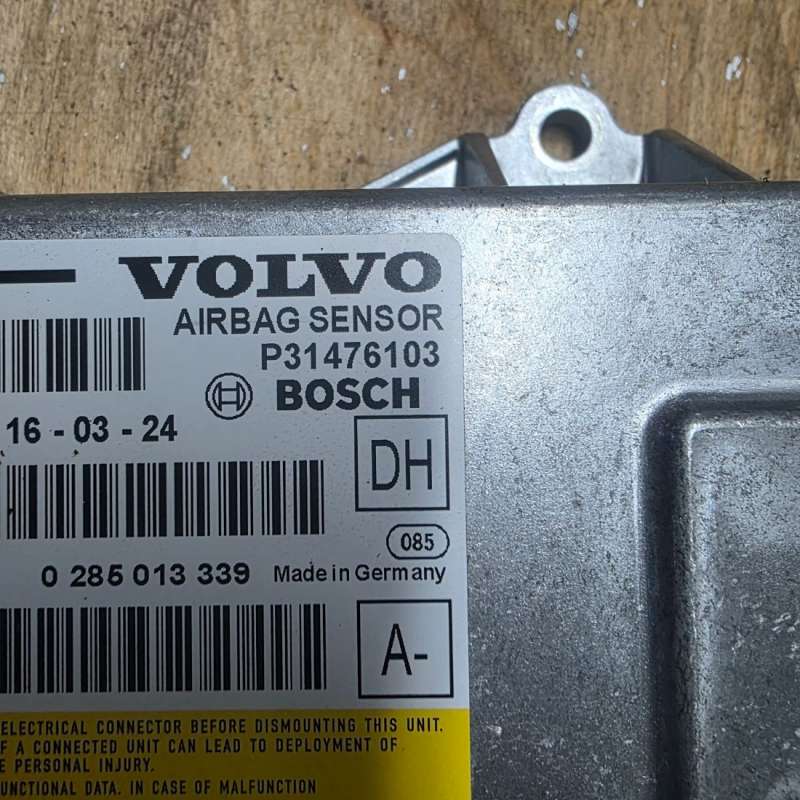 VOLVO
AIRBAG SENSOR
P31476103
BOSCH
16 - 03 - 24
DH
085
0 285 013 339 Made in Germany
A-
ELECTRICAL CONNECTOR BEFORE DISMOUNTING THIS UNIT.
F A CONNECTED UNIT CAN LEAD TO DEPLOYMENT OF
E PERSONAL INJURY.
UNCTIONAL DATA. IN CASE OF MALFUNCTION